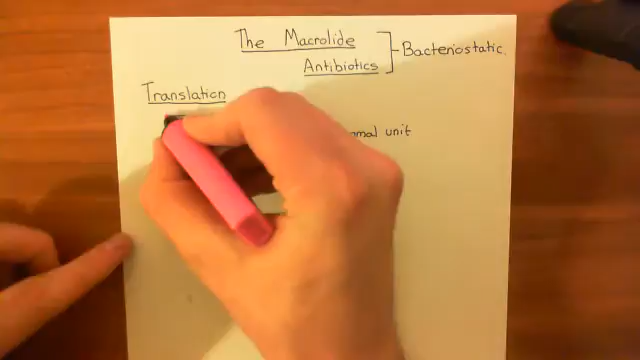 The Macrolide
Antibiotics
Bacteriostatic.
Translation
unit